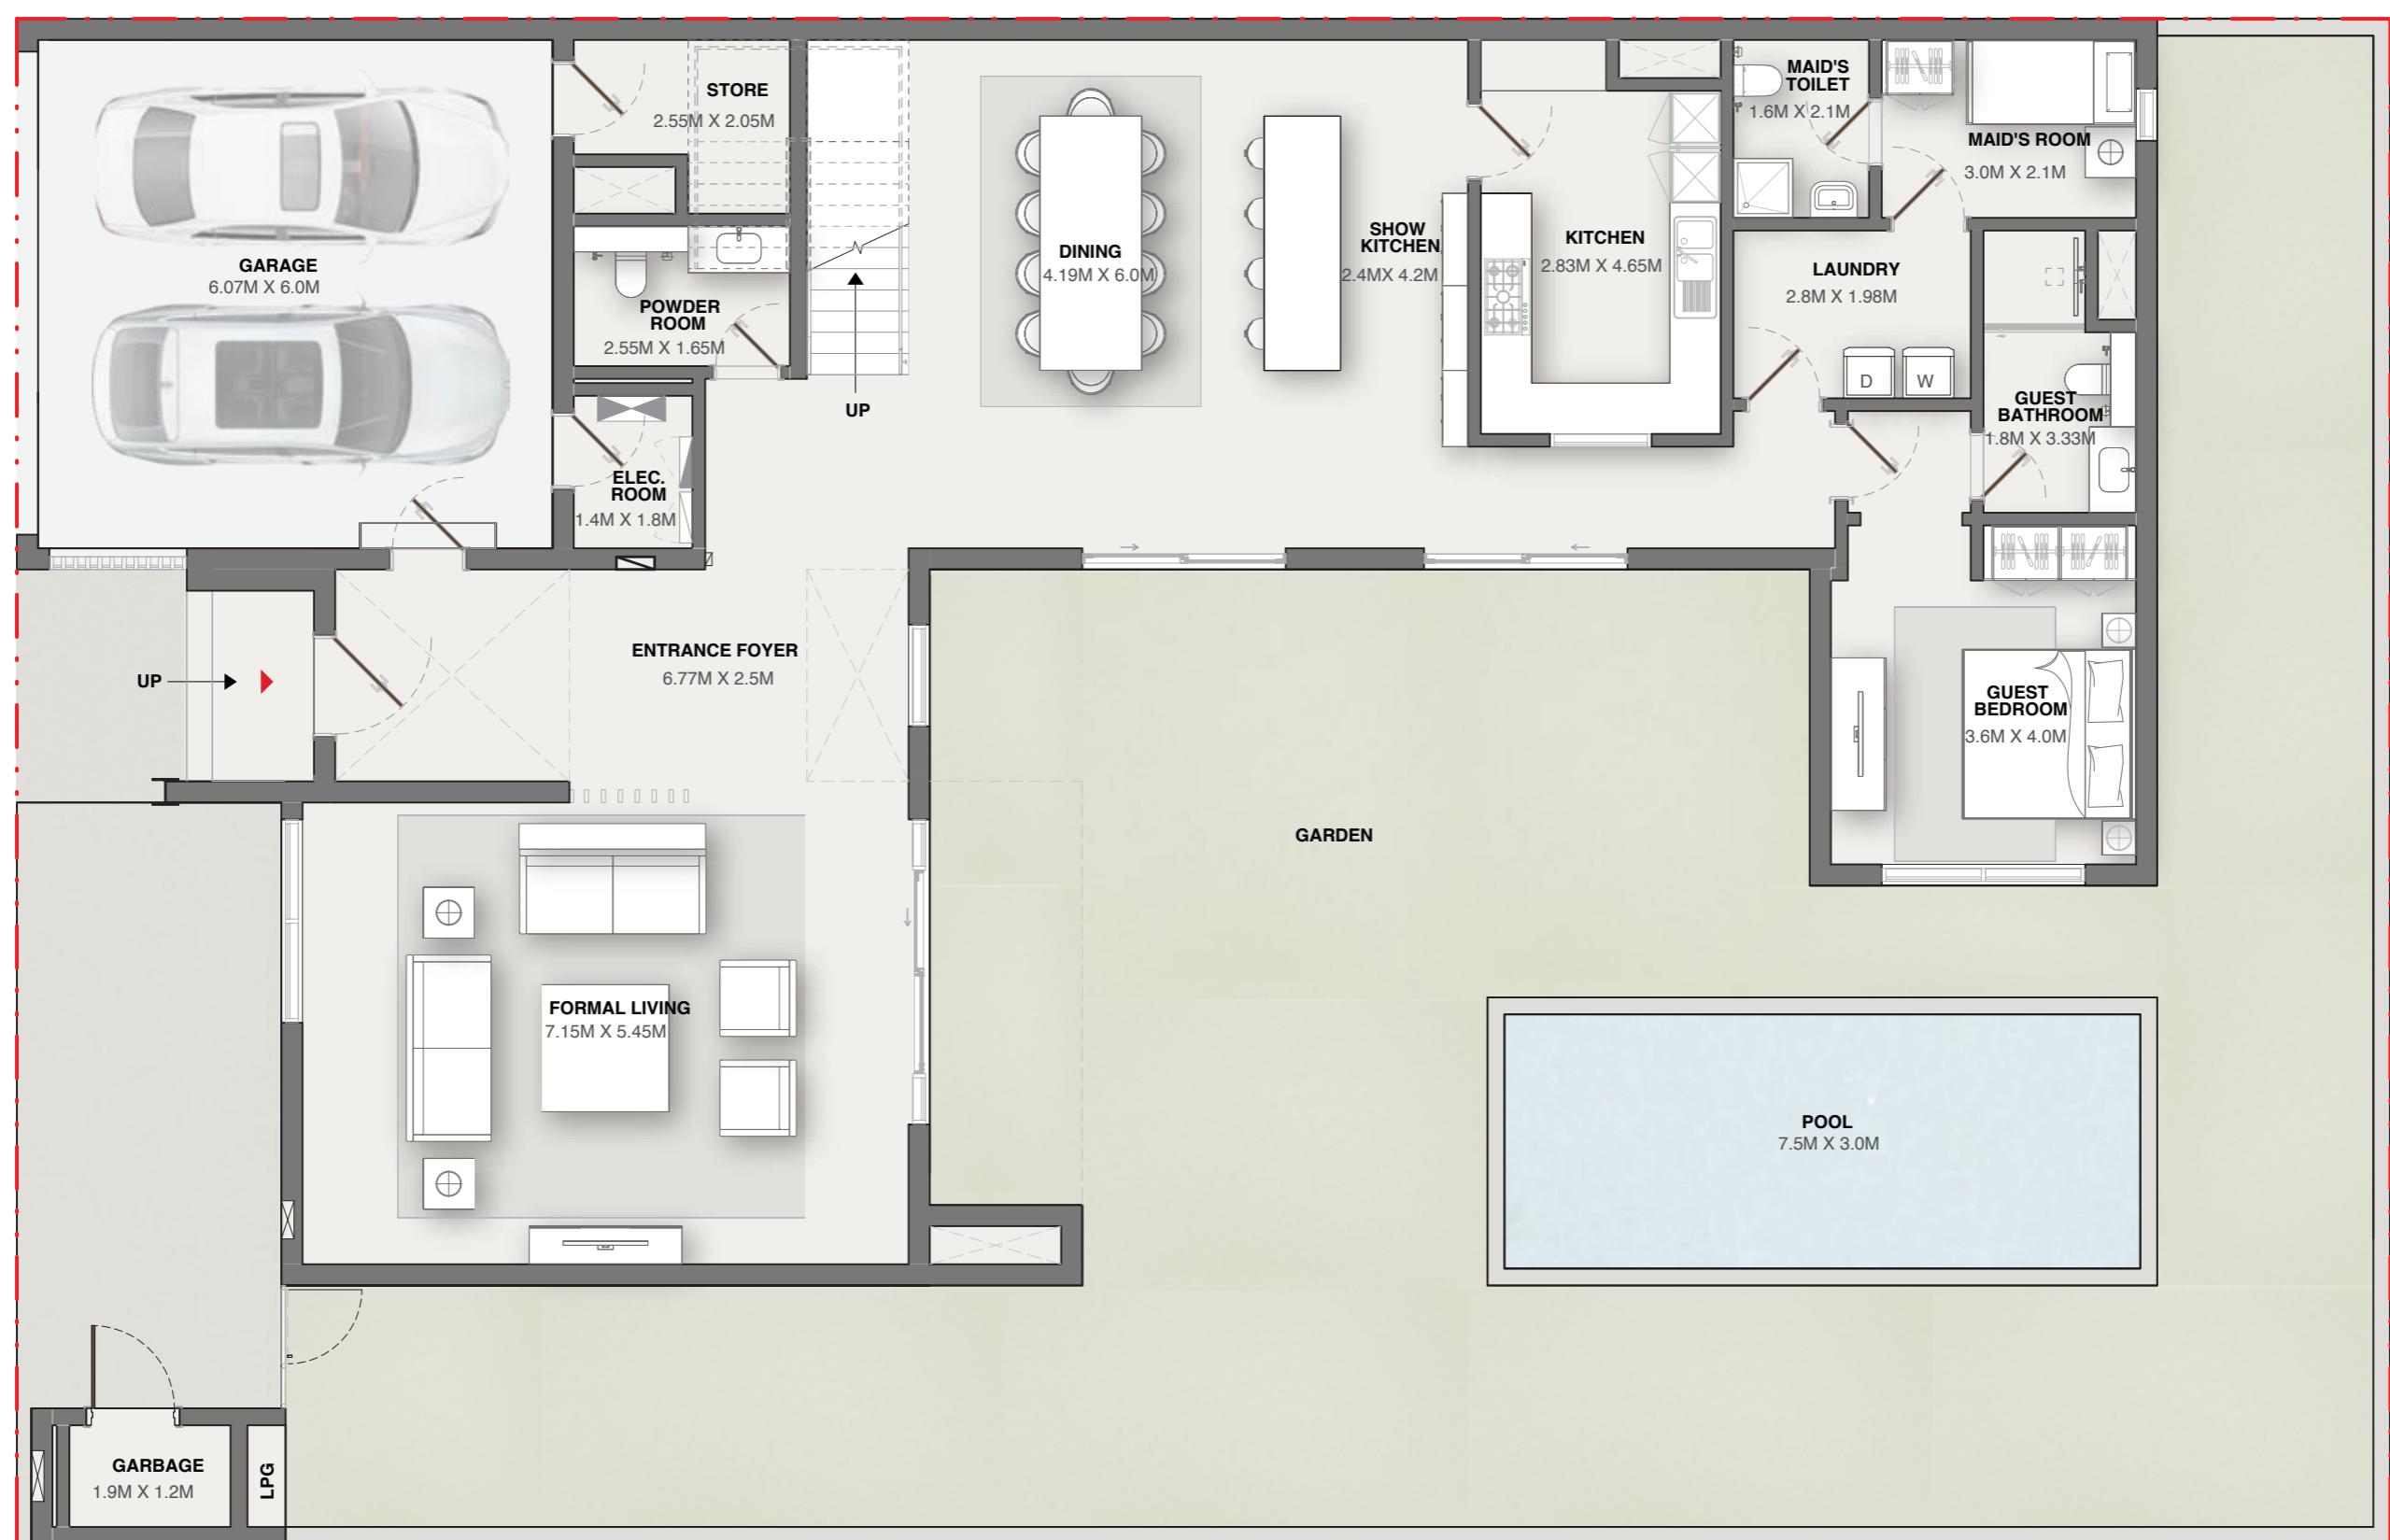 STORE
2.55M X 2.05M
MAID'S
TOILET
1.6M X 2.1M
MAID'S ROOM
3.0M X 2.1M
GARAGE
6.07M X 6.0M
POWDER
ROOM
2.55M X 1.65M
UP
DINING
4.19M X 6.0M
SHOW
KITCHEN
2.4MX 4.2M
KITCHEN
2.83M X 4.65M
LAUNDRY
2.8M X 1.98M
D
W
GUEST
BATHROOM
1.8M X 3.33M
ELEC.
ROOM
1.4M X 1.8M
UP
ENTRANCE FOYER
6.77M X 2.5M
GUEST
BEDROOM
3.6M X 4.0M
GARDEN
FORMAL LIVING
7.15M X 5.45M
POOL
7.5M X 3.0M
GARBAGE
1.9M X 1.2M
LPG